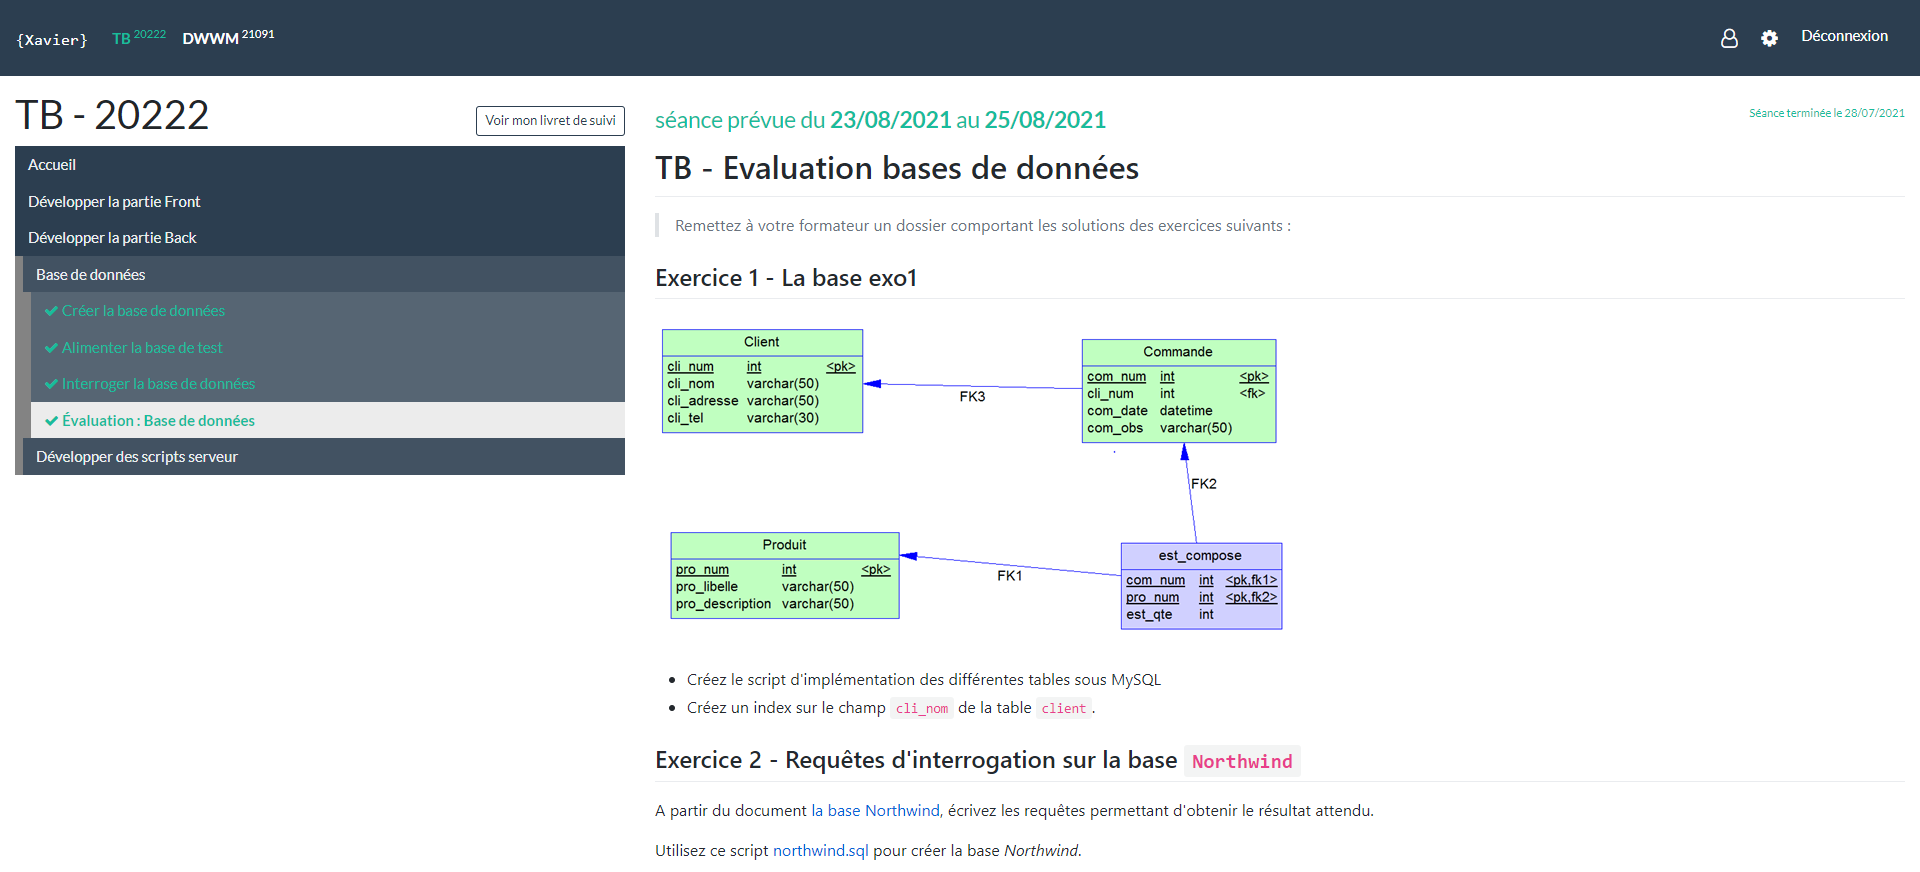 {Xavier} TB 20222 DWWM 21091 Déconnexion
TB - 20222
Voir mon livret de suivi
Accueil
Développer la partie Front
Développer la partie Back
Base de données
Créer la base de données
Alimenter la base de test
Interroger la base de données
Évaluation : Base de données
Développer des scripts serveur
séance prévue du 23/08/2021 au 25/08/2021
Séance terminée le 28/07/2021
TB - Evaluation bases de données
Remettez à votre formateur un dossier comportant les solutions des exercices suivants :
Exercice 1 - La base exo1
Client
cli_num int <pk>
cli_nom varchar(50)
cli_adresse varchar(50)
cli_tel varchar(30)
FK3
Commande
com_num int <pk>
cli_num int <fk>
com_date datetime
com_obs varchar(50)
FK2
Produit
pro_num int <pk>
pro_libelle varchar(50)
pro_description varchar(50)
FK1
est_compose
com_num int <pk,fk1>
pro_num int <pk,fk2>
est_qte int
Créez le script d'implémentation des différentes tables sous MySQL
Créez un index sur le champ cli_nom de la table client .
Exercice 2 - Requêtes d'interrogation sur la base Northwind
A partir du document la base Northwind, écrivez les requêtes permettant d'obtenir le résultat attendu.
Utilisez ce script northwind.sql pour créer la base Northwind.